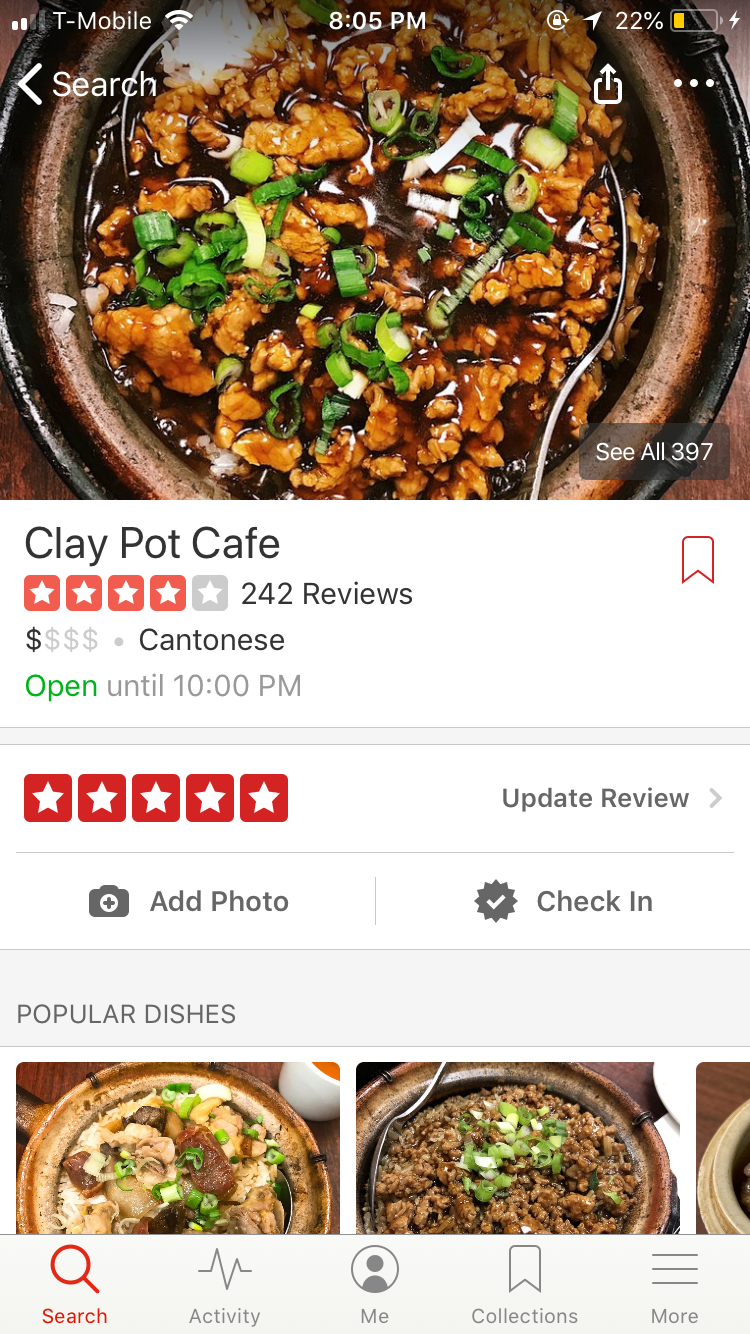 T-Mobile 8:05 PM 22%
Search
See All 397
Clay Pot Cafe
242 Reviews
$$$$ • Cantonese
Open until 10:00 PM
Update Review
Add Photo
Check In
POPULAR DISHES
Search Activity Me Collections More